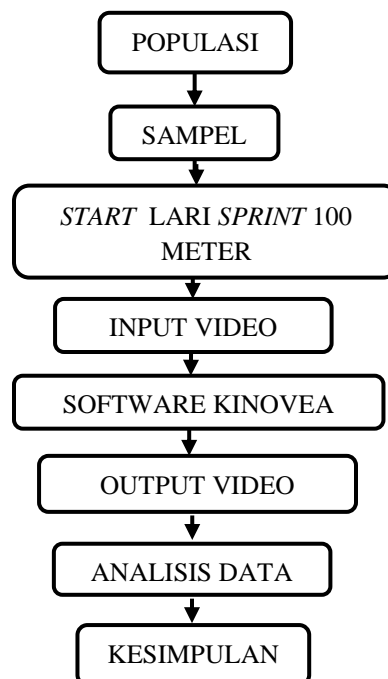 POPULASI
SAMPEL
START LARI SPRINT 100
METER
INPUT VIDEO
SOFTWARE KINOVEA
OUTPUT VIDEO
ANALISIS DATA
KESIMPULAN